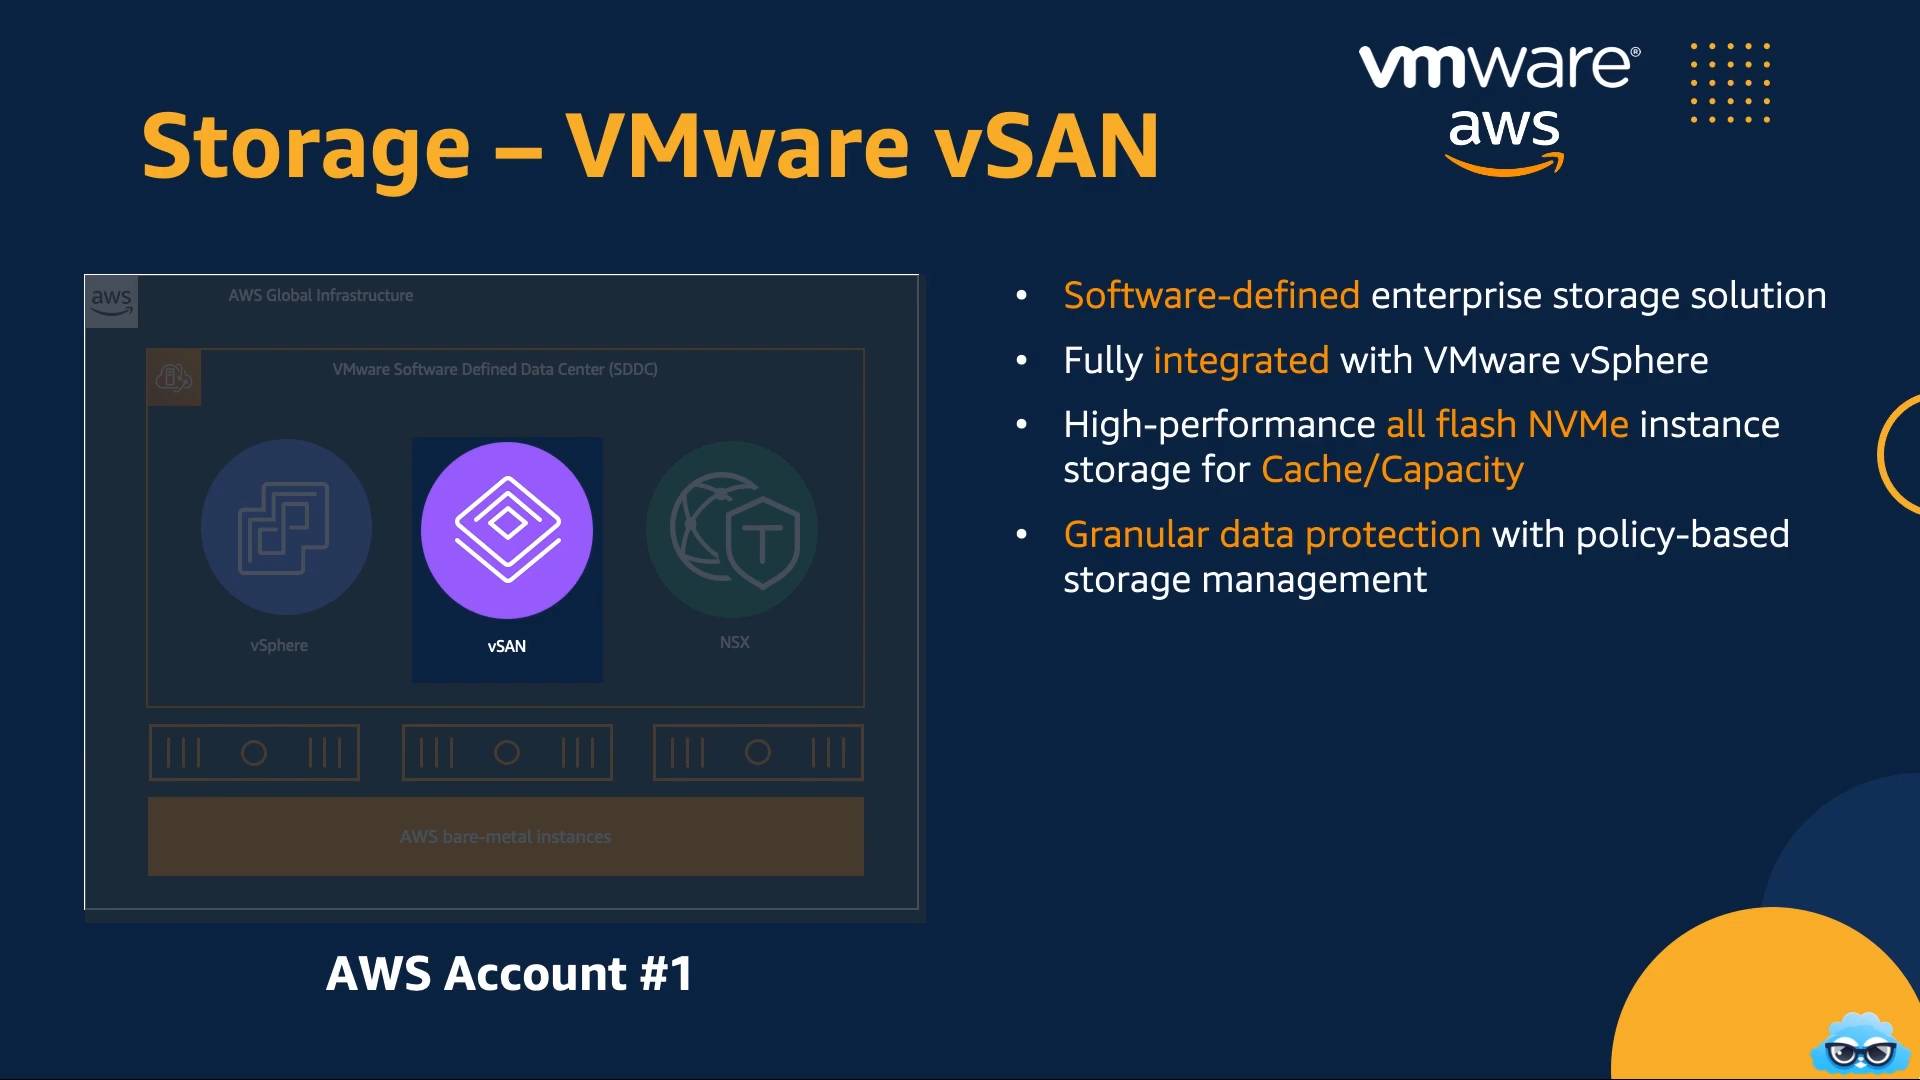 vmware®
aws
Storage – VMware vSAN
aws
AWS Global Infrastructure
VMware Software Defined Data Center (SDDC)
vSphere
vSAN
NSX
T
AWS bare-metal instances
AWS Account #1
• Software-defined enterprise storage solution
• Fully integrated with VMware vSphere
• High-performance all flash NVMe instance
storage for Cache/Capacity
• Granular data protection with policy-based
storage management